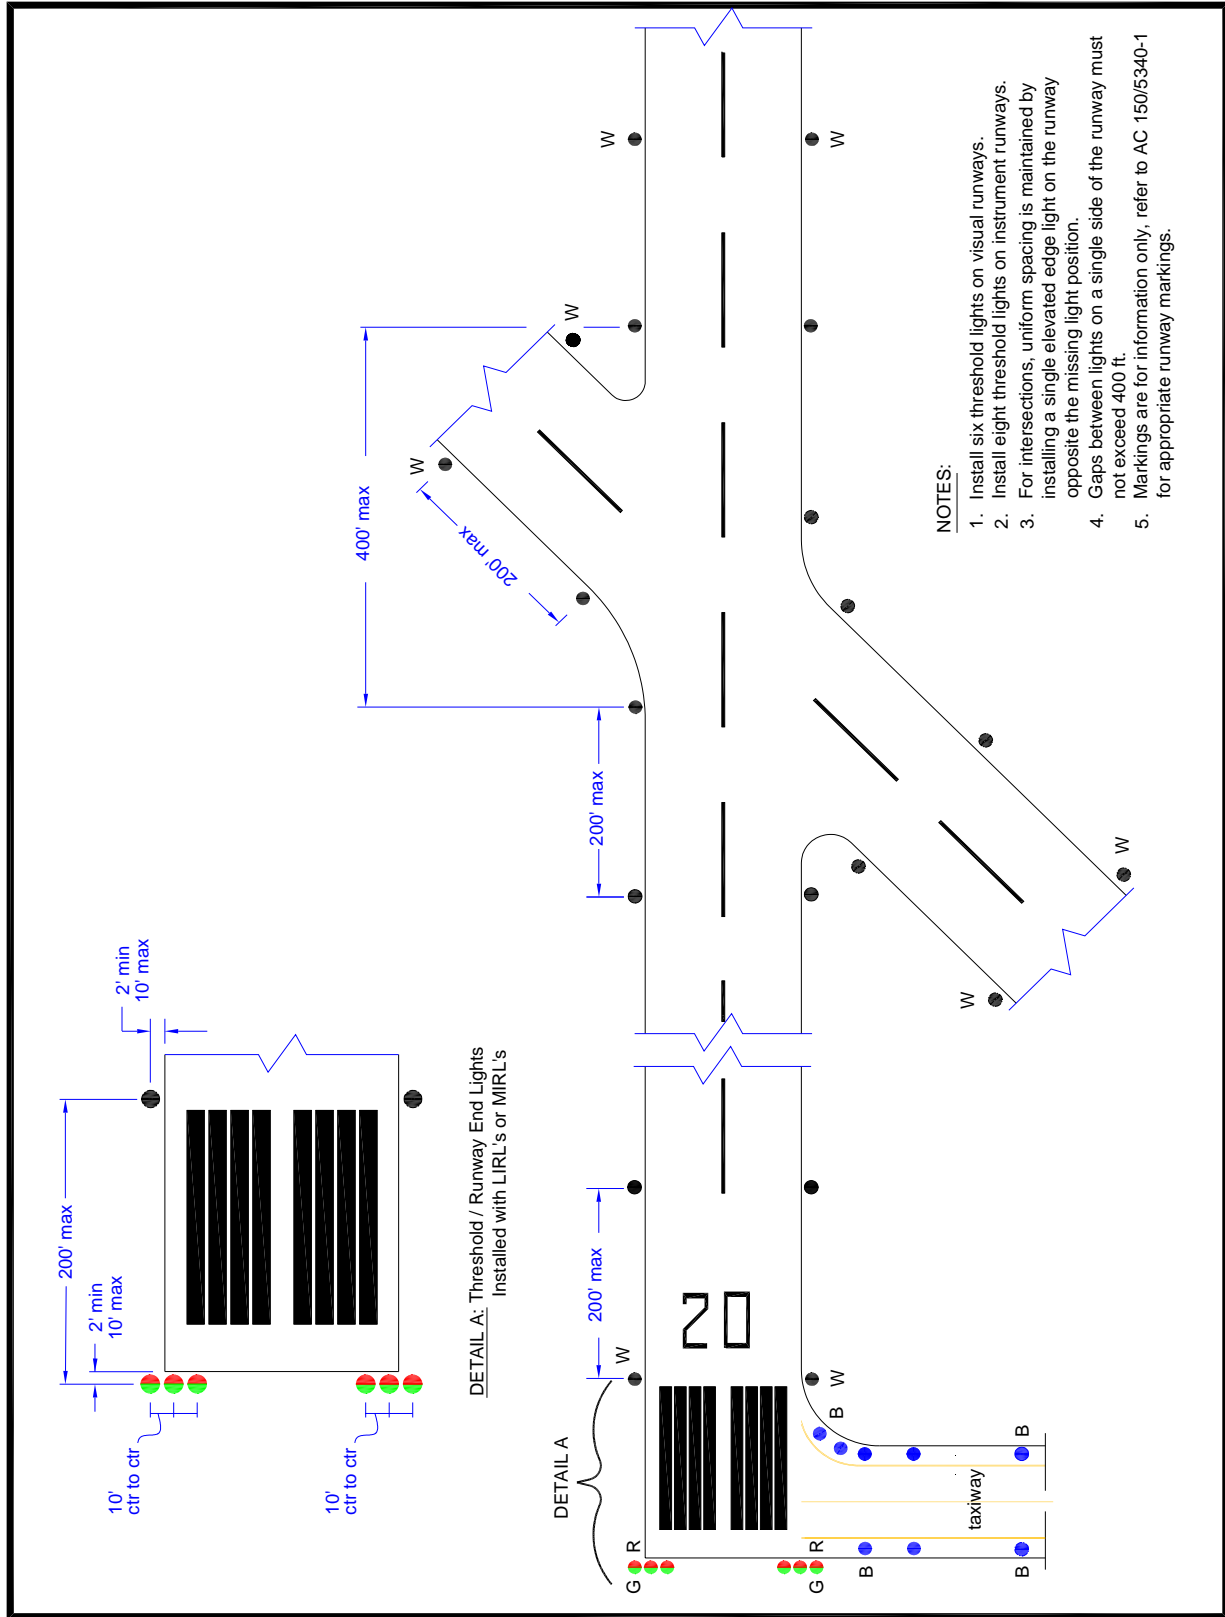 200' max
2' min
10' max
2' min
10' max
10'
ctr to ctr
10'
ctr to ctr
DETAIL A: Threshold / Runway End Lights
Installed with LIRL's or MIRL's
400' max
200' max
200' max
200' max
DETAIL A
W
W
W
W
W
W
W
W
20
G R
G R
B
B
B
B
taxiway
NOTES:
1. Install six threshold lights on visual runways.
2. Install eight threshold lights on instrument runways.
3. For intersections, uniform spacing is maintained by
installing a single elevated edge light on the runway
opposite the missing light position.
4. Gaps between lights on a single side of the runway must
not exceed 400 ft.
5. Markings are for information only, refer to AC 150/5340-1
for appropriate runway markings.